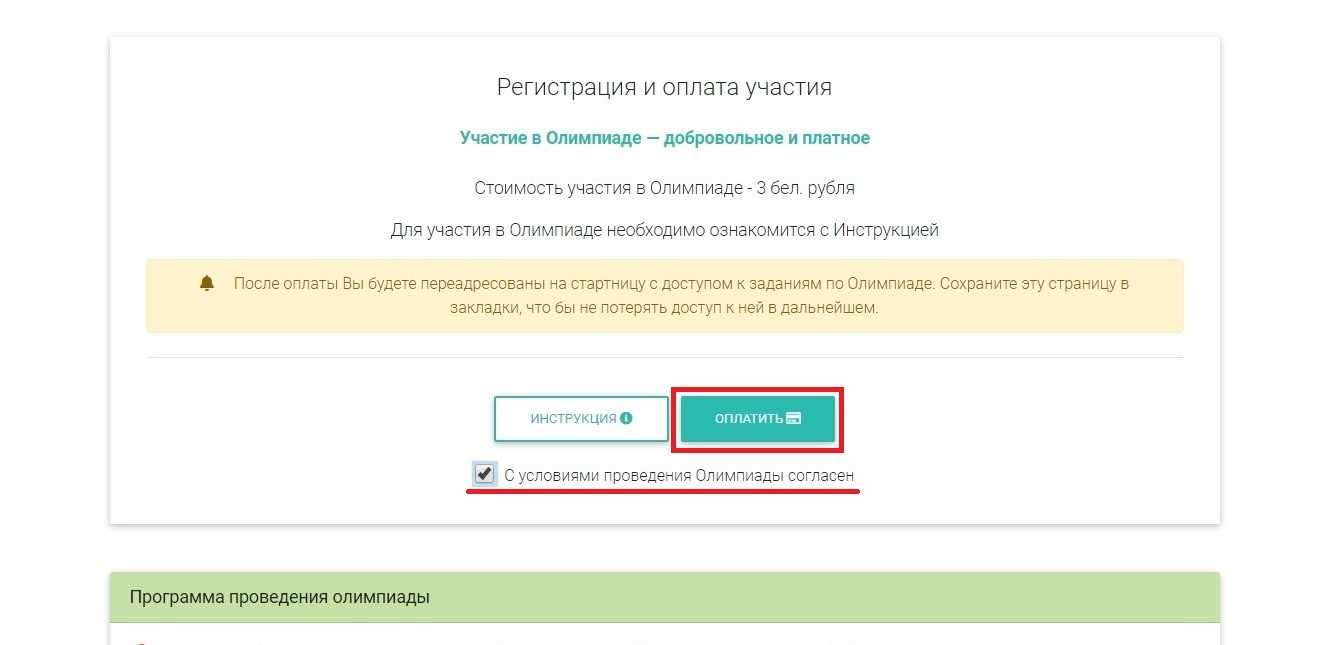 Регистрация и оплата участия
Участие в Олимпиаде — добровольное и платное
Стоимость участия в Олимпиаде - 3 бел. рубля
Для участия в Олимпиаде необходимо ознакомится с Инструкцией
После оплаты Вы будете переадресованы на стартницу с доступом к заданиям по Олимпиаде. Сохраните эту страницу в
закладки, что бы не потерять доступ к ней в дальнейшем.
ИНСТРУКЦИЯ
ОПЛАТИТЬ
С условиями проведения Олимпиады согласен
Программа проведения олимпиады